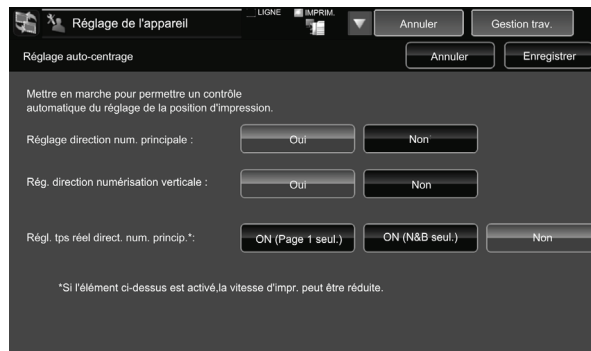 Réglage de l'appareil
LIGNE IMPRIM.
Annuler
Gestion trav.
Réglage auto-centrage
Annuler
Enregistrer
Mettre en marche pour permettre un contrôle
automatique du réglage de la position d'impression.
Réglage direction num. principale :
Oui
Non
Rég. direction numérisation verticale :
Oui
Non
Régl. tps réel direct. num. princip.*:
ON (Page 1 seul.)
ON (N&B seul.)
Non
*Si l'élément ci-dessus est activé,la vitesse d'impr. peut être réduite.